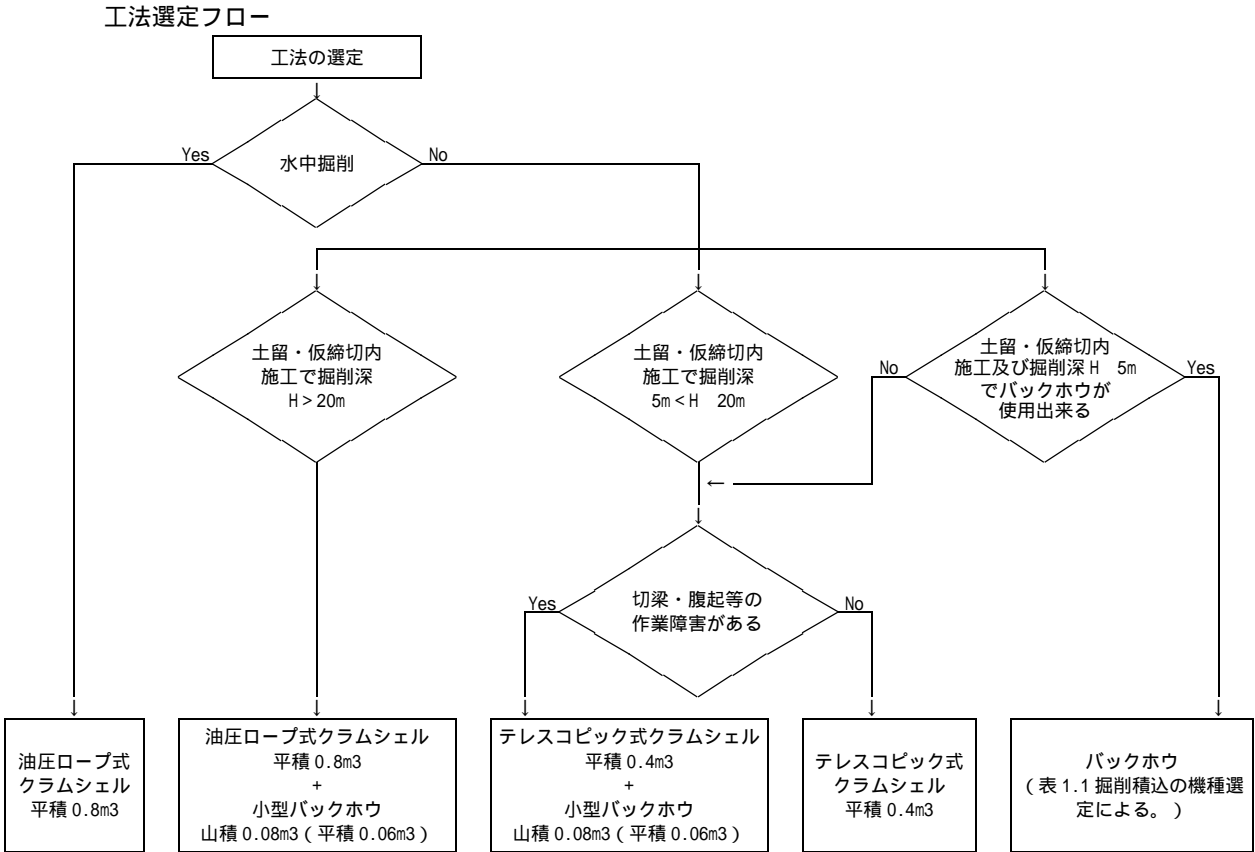 工法選定フロー
工法の選定
↓
Yes
水中掘削
No
↓
↓
↓
土留・仮締切内
施工で掘削深
H>20m
土留・仮締切内
施工で掘削深
5m<H 20m
No
土留・仮締切内
施工及び掘削深H 5m
でバックホウが
使用出来る
Yes
←
↓
Yes
切梁・腹起等の
作業障害がある
No
↓
↓
↓
↓
↓
油圧ロープ式
クラムシェル
平積0.8m3
油圧ロープ式クラムシェル
平積0.8m3
+
小型バックホウ
山積0.08m3(平積0.06m3)
テレスコピック式クラムシェル
平積0.4m3
+
小型バックホウ
山積0.08m3(平積0.06m3)
テレスコピック式
クラムシェル
平積0.4m3
バックホウ
(表1.1掘削積込の機種選
定による。)